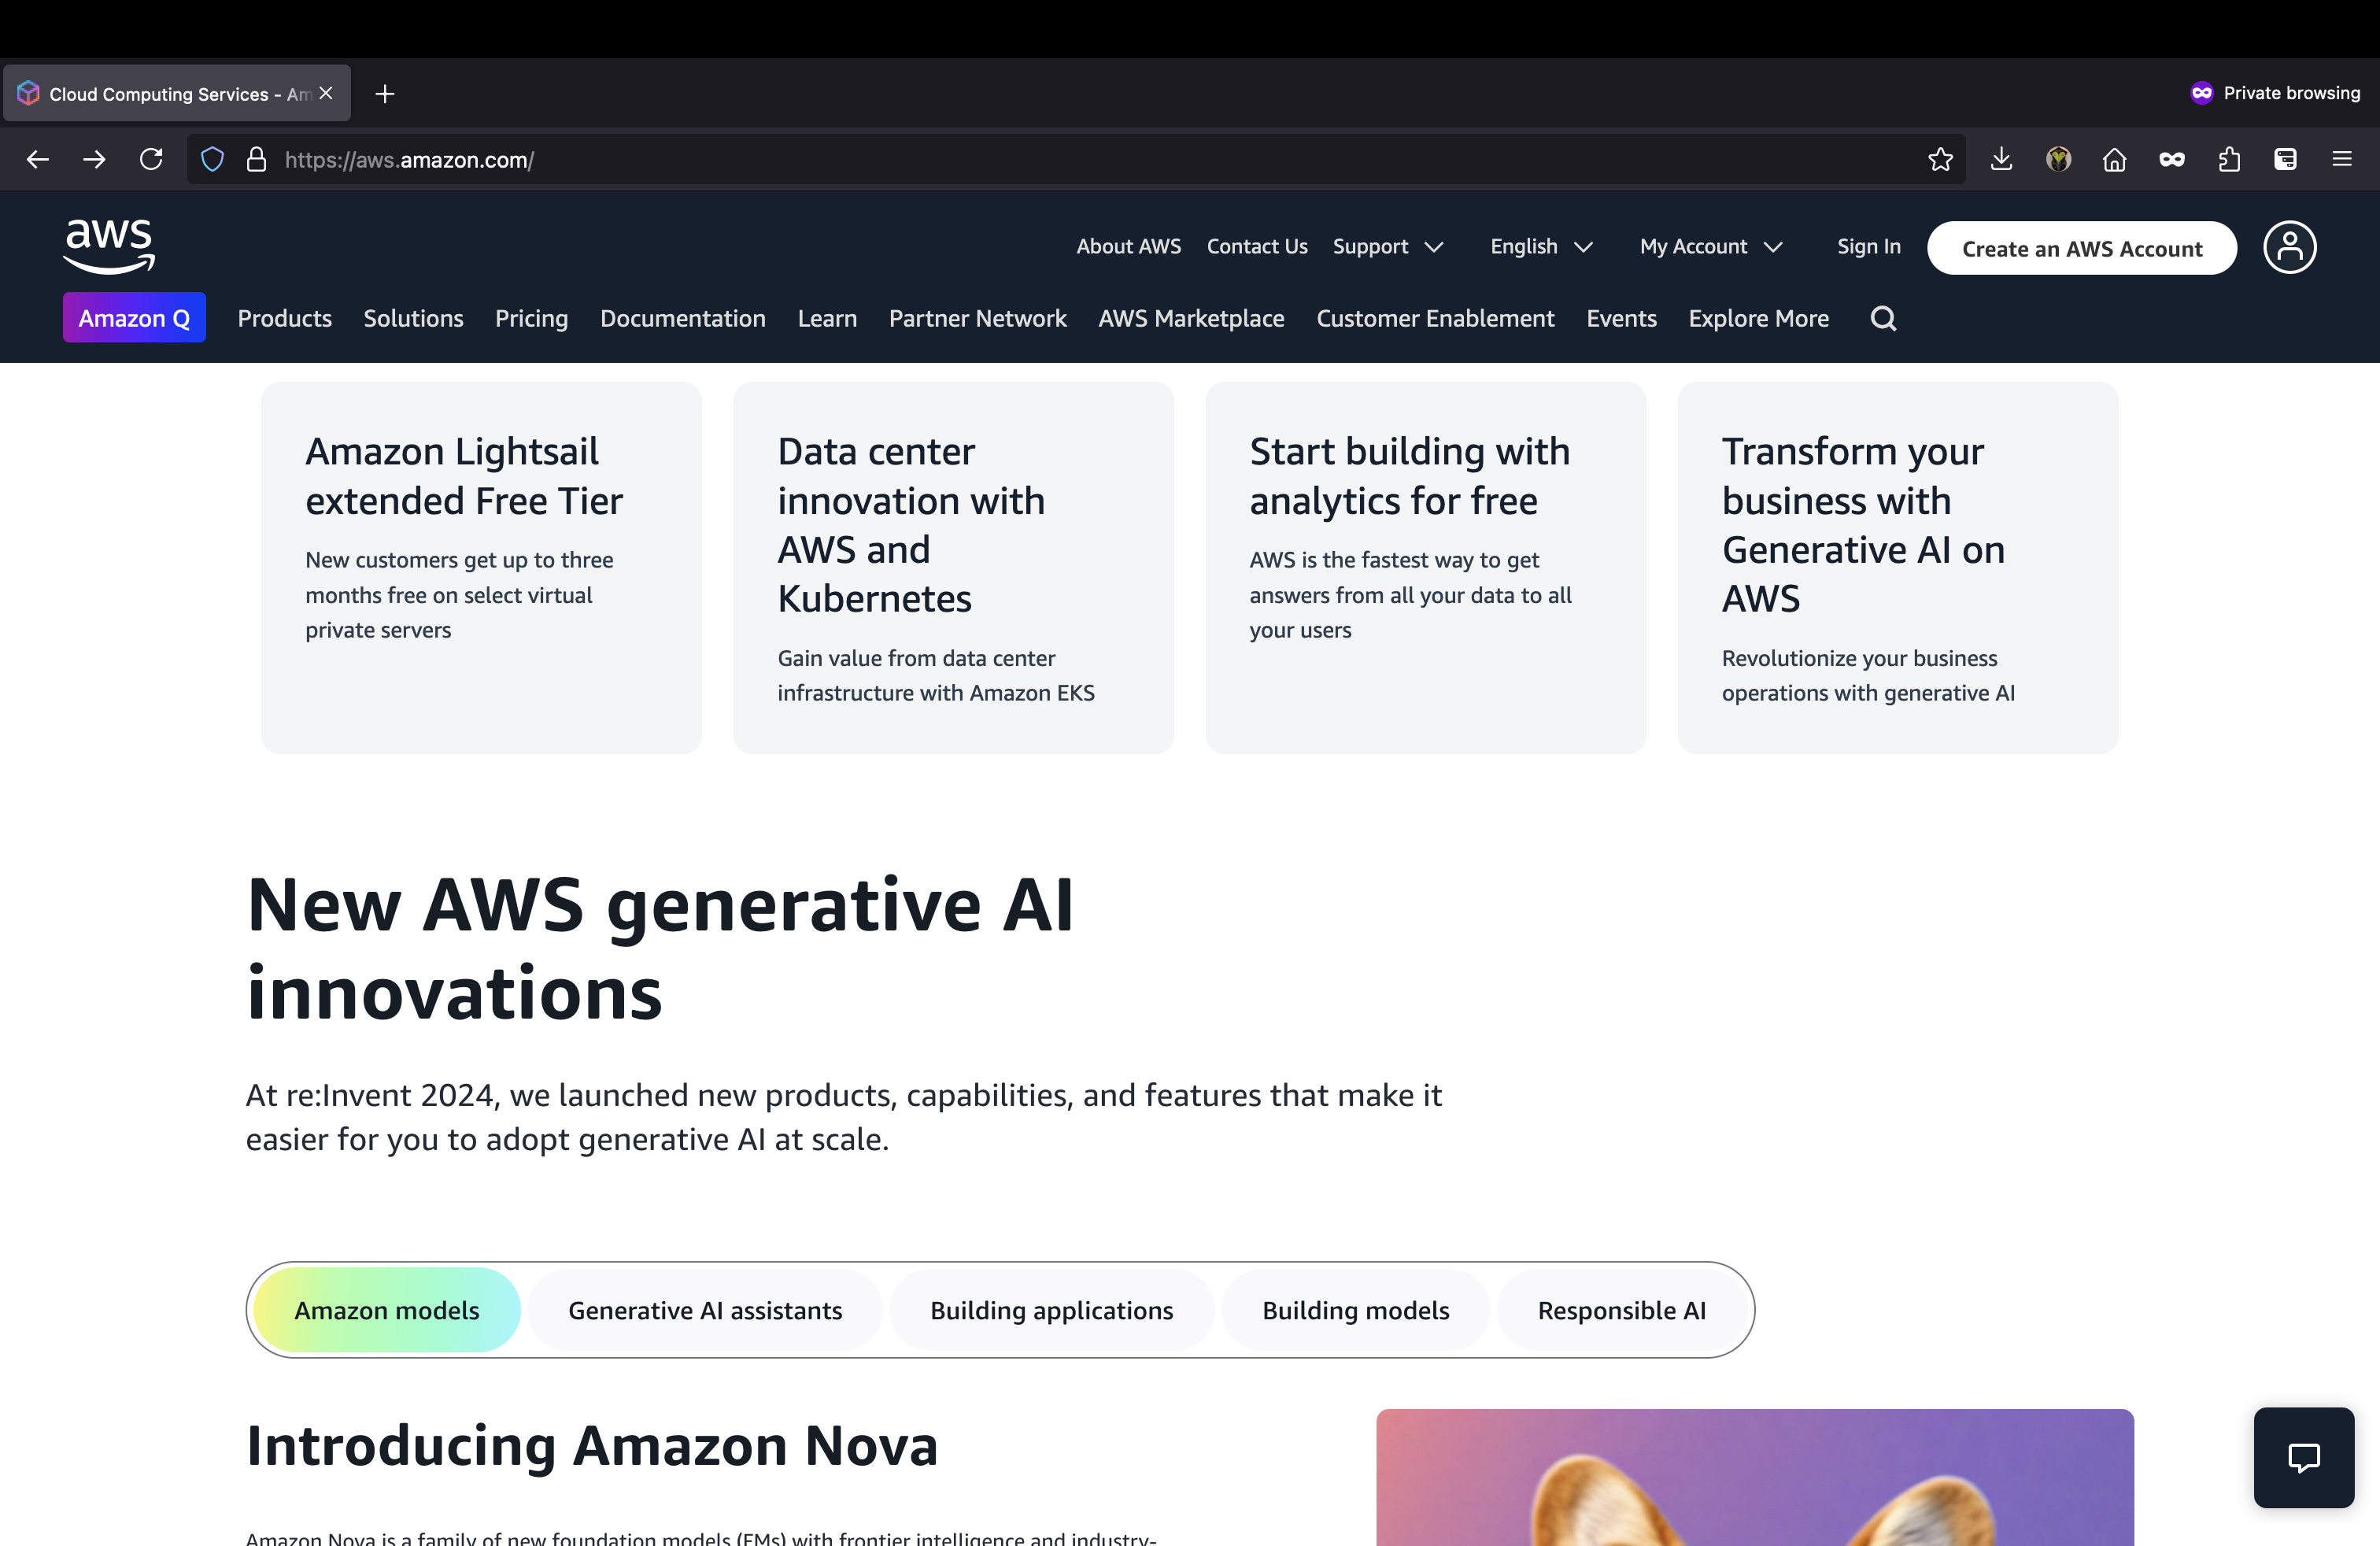 Cloud Computing Services - Am
Private browsing
https://aws.amazon.com/
aws
About AWS
Contact Us
Support
English
My Account
Sign In
Create an AWS Account
Amazon Q
Products
Solutions
Pricing
Documentation
Learn
Partner Network
AWS Marketplace
Customer Enablement
Events
Explore More
Amazon Lightsail
extended Free Tier
New customers get up to three
months free on select virtual
private servers
Data center
innovation with
AWS and
Kubernetes
Gain value from data center
infrastructure with Amazon EKS
Start building with
analytics for free
AWS is the fastest way to get
answers from all your data to all
your users
Transform your
business with
Generative AI on
AWS
Revolutionize your business
operations with generative AI
New AWS generative AI
innovations
At re:Invent 2024, we launched new products, capabilities, and features that make it
easier for you to adopt generative AI at scale.
Amazon models
Generative AI assistants
Building applications
Building models
Responsible AI
Introducing Amazon Nova
Amazon Nova is a family of new foundation models (FMs) with frontier intelligence and industry-